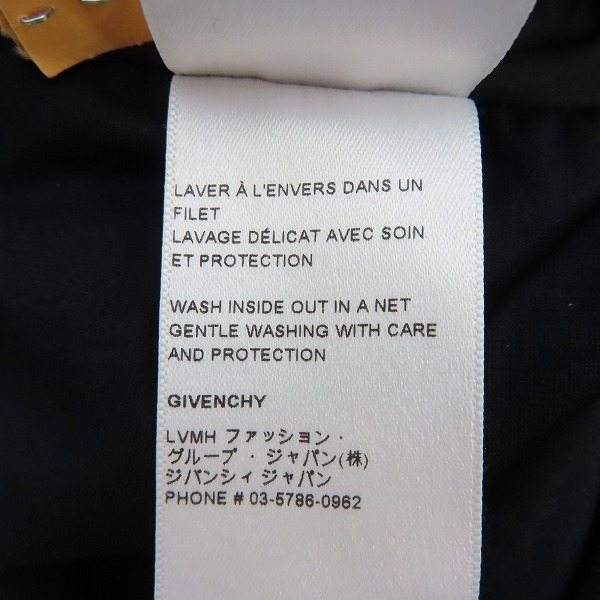 LAVER À L'ENVERS DANS UN
FILET
LAVAGE DÉLICAT AVEC SOIN
ET PROTECTION
WASH INSIDE OUT IN A NET
GENTLE WASHING WITH CARE
AND PROTECTION
GIVENCHY
LVMH ファッション・
グループ・ジャパン(株)
ジバンシィ ジャパン
PHONE # 03-5786-0962